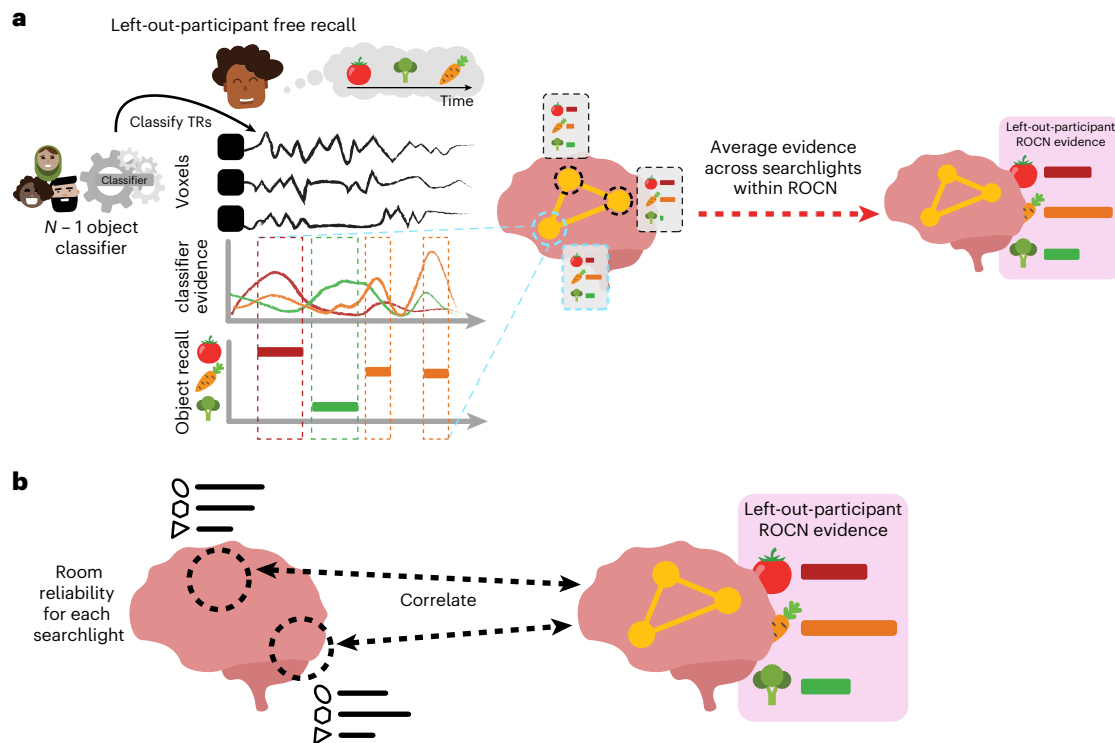 a
Left-out-participant free recall
Time
Classify TRs
Classifier
N – 1 object
classifier
Voxels
classifier
evidence
Object recall
Average evidence
across searchlights
within ROCN
Left-out-participant
ROCN evidence
b
Room
reliability
for each
searchlight
Correlate
Left-out-participant
ROCN evidence